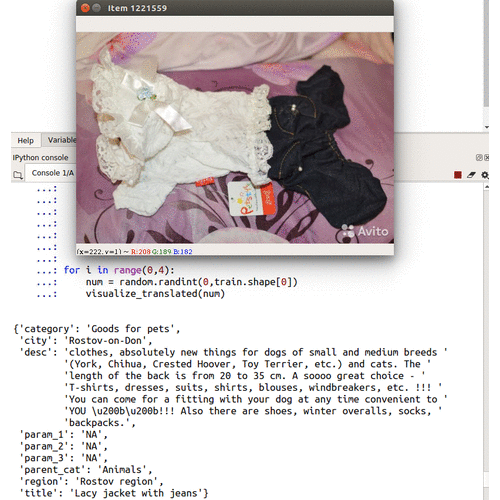 Item 1221559
Avito
(x=222, y=1) ~ R:208 G:189 B:182
Help
Variable
IPython console
Console 1/A
...:
...:
...:
...:
...:
...:
...: for i in range(0,4):
...:     num = random.randint(0,train.shape[0])
...:     visualize_translated(num)
{'category': 'Goods for pets',
'city': 'Rostov-on-Don',
'desc': 'clothes, absolutely new things for dogs of small and medium breeds '
'(York, Chihua, Crested Hoover, Toy Terrier, etc.) and cats. The '
'length of the back is from 20 to 35 cm. A soooo great choice - '
'T-shirts, dresses, suits, shirts, blouses, windbreakers, etc. !!! '
'You can come for a fitting with your dog at any time convenient to '
'YOU \u200b\u200b!!! Also there are shoes, winter overalls, socks, '
'backpacks.',
'param_1': 'NA',
'param_2': 'NA',
'param_3': 'NA',
'parent_cat': 'Animals',
'region': 'Rostov region',
'title': 'Lacy jacket with jeans'}